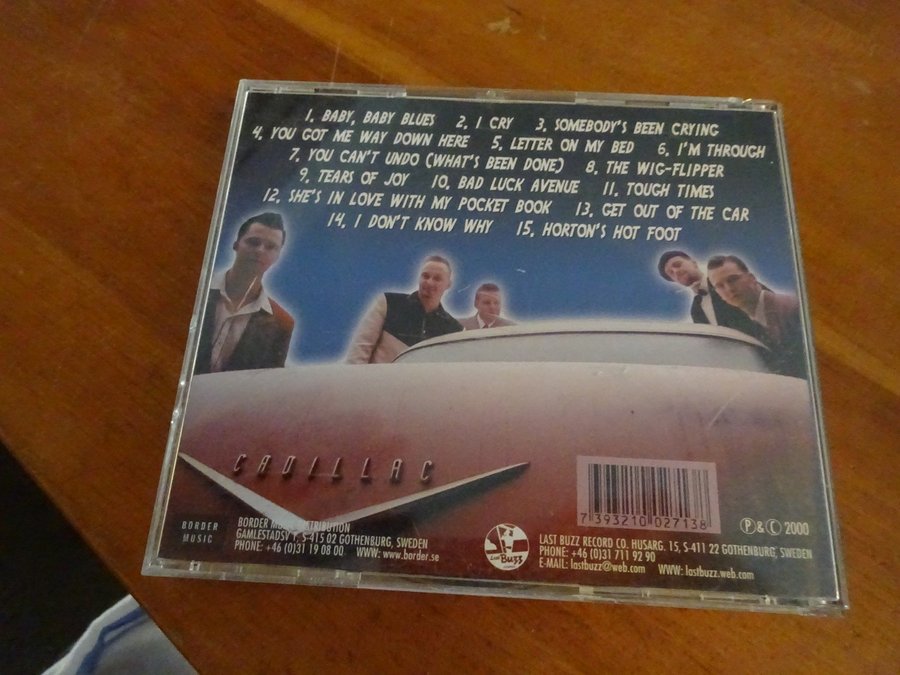 1. BABY, BABY BLUES 2. I CRY 3. SOMEBODY'S BEEN CRYING
4. YOU GOT ME WAY DOWN HERE 5. LETTER ON MY BED 6. I'M THROUGH
7. YOU CAN'T UNDO (WHAT'S BEEN DONE) 8. THE WIG-FLIPPER
9. TEARS OF JOY 10. BAD LUCK AVENUE 11. TOUGH TIMES
12. SHE'S IN LOVE WITH MY POCKET BOOK 13. GET OUT OF THE CAR
14. I DON'T KNOW WHY 15. HORTON'S HOT FOOT
CADILLAC
7 393210 027138
BORDER
MUSIC
BORDER MUSIC DISTRIBUTION
GAMLESTADSV 1, S-415 02 GOTHENBURG, SWEDEN
PHONE: +46 (0)31 19 08 00 WWW: www.border.se
LAST BUZZ
LAST BUZZ RECORD CO. HUSARG. 15, S-411 22 GOTHENBURG, SWEDEN
PHONE: +46 (0)31 711 92 90
E-MAIL: lastbuzz@web.com WWW: lastbuzz.web.com
Ⓟ & Ⓒ 2000